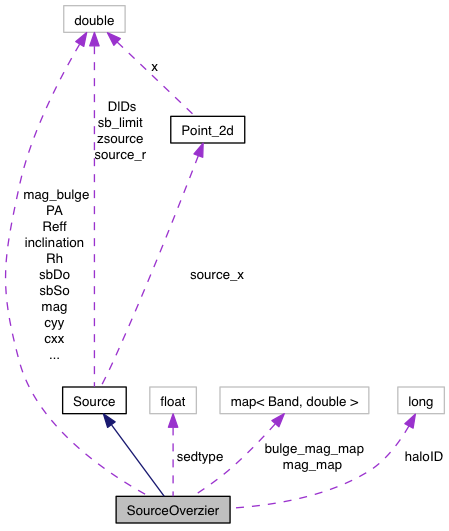 double
x
DlDs
sb_limit
zsource
source_r
Point_2d
mag_bulge
PA
Reff
inclination
Rh
sbDo
sbSo
mag
cyy
cxx
...
source_x
Source
float
map< Band, double >
long
sedtype
bulge_mag_map
mag_map
haloID
SourceOverzier